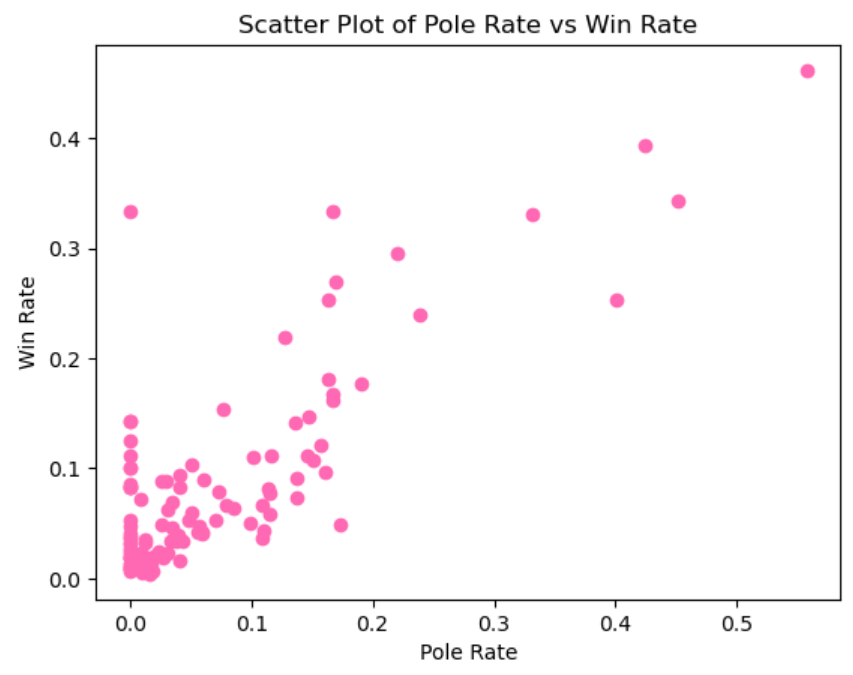 Scatter Plot of Pole Rate vs Win Rate
0.4
0.3
0.2
0.1
0.0
Win Rate
0.0 0.1 0.2 0.3 0.4 0.5
Pole Rate